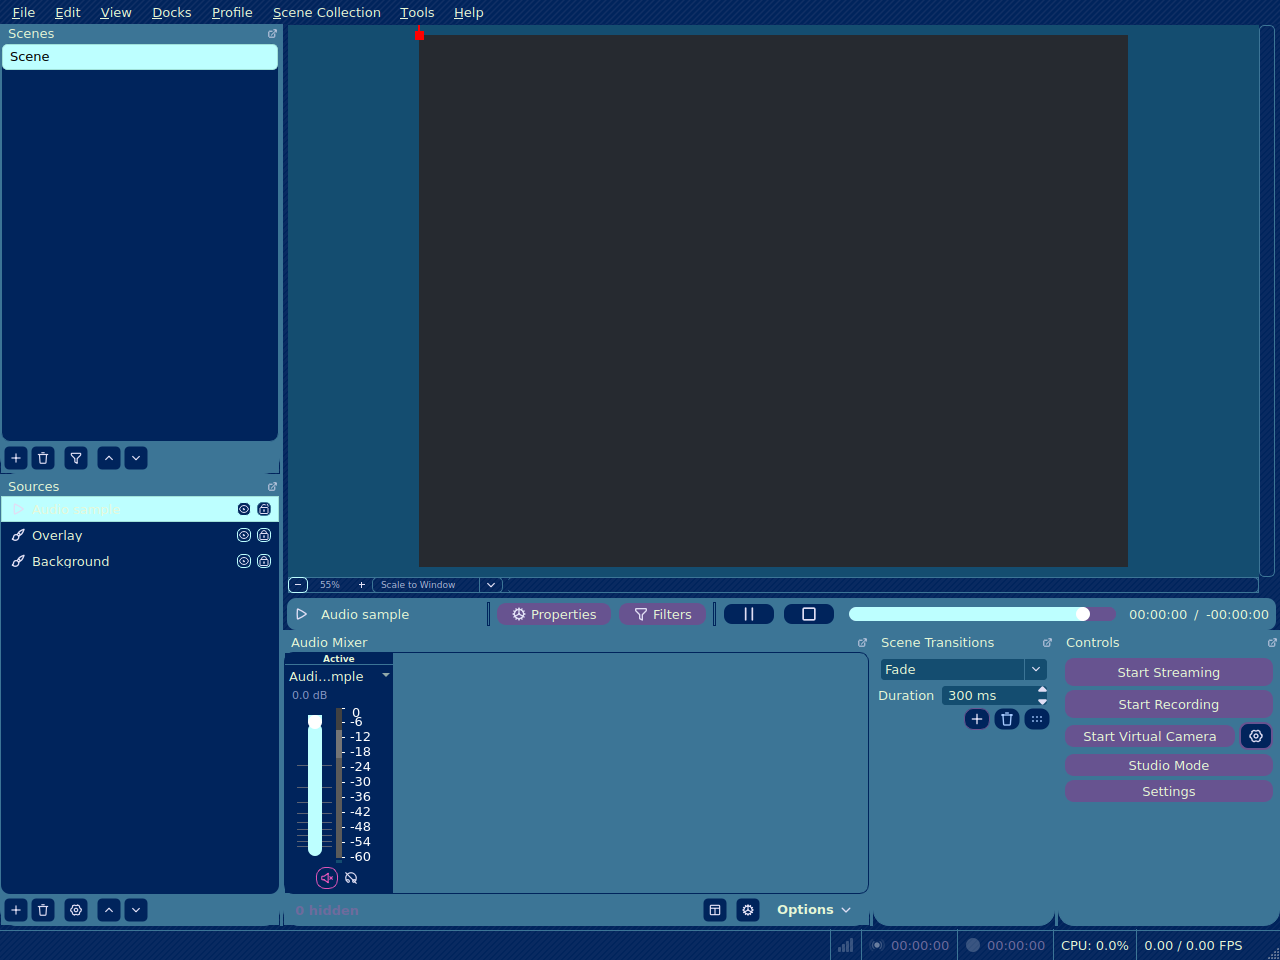 File Edit View Docks Profile Scene Collection Tools Help
Scenes
Scene
Sources
Audio sample
Overlay
Background
55% Scale to Window
Audio sample Properties Filters 00:00:00 / -00:00:00
Audio Mixer
Active
Audi...mple
0.0 dB
0
-6
-12
-18
-24
-30
-36
-42
-48
-54
-60
0 hidden
Options
Scene Transitions
Fade
Duration 300 ms
Controls
Start Streaming
Start Recording
Start Virtual Camera
Studio Mode
Settings
00:00:00 00:00:00 CPU: 0.0% 0.00 / 0.00 FPS